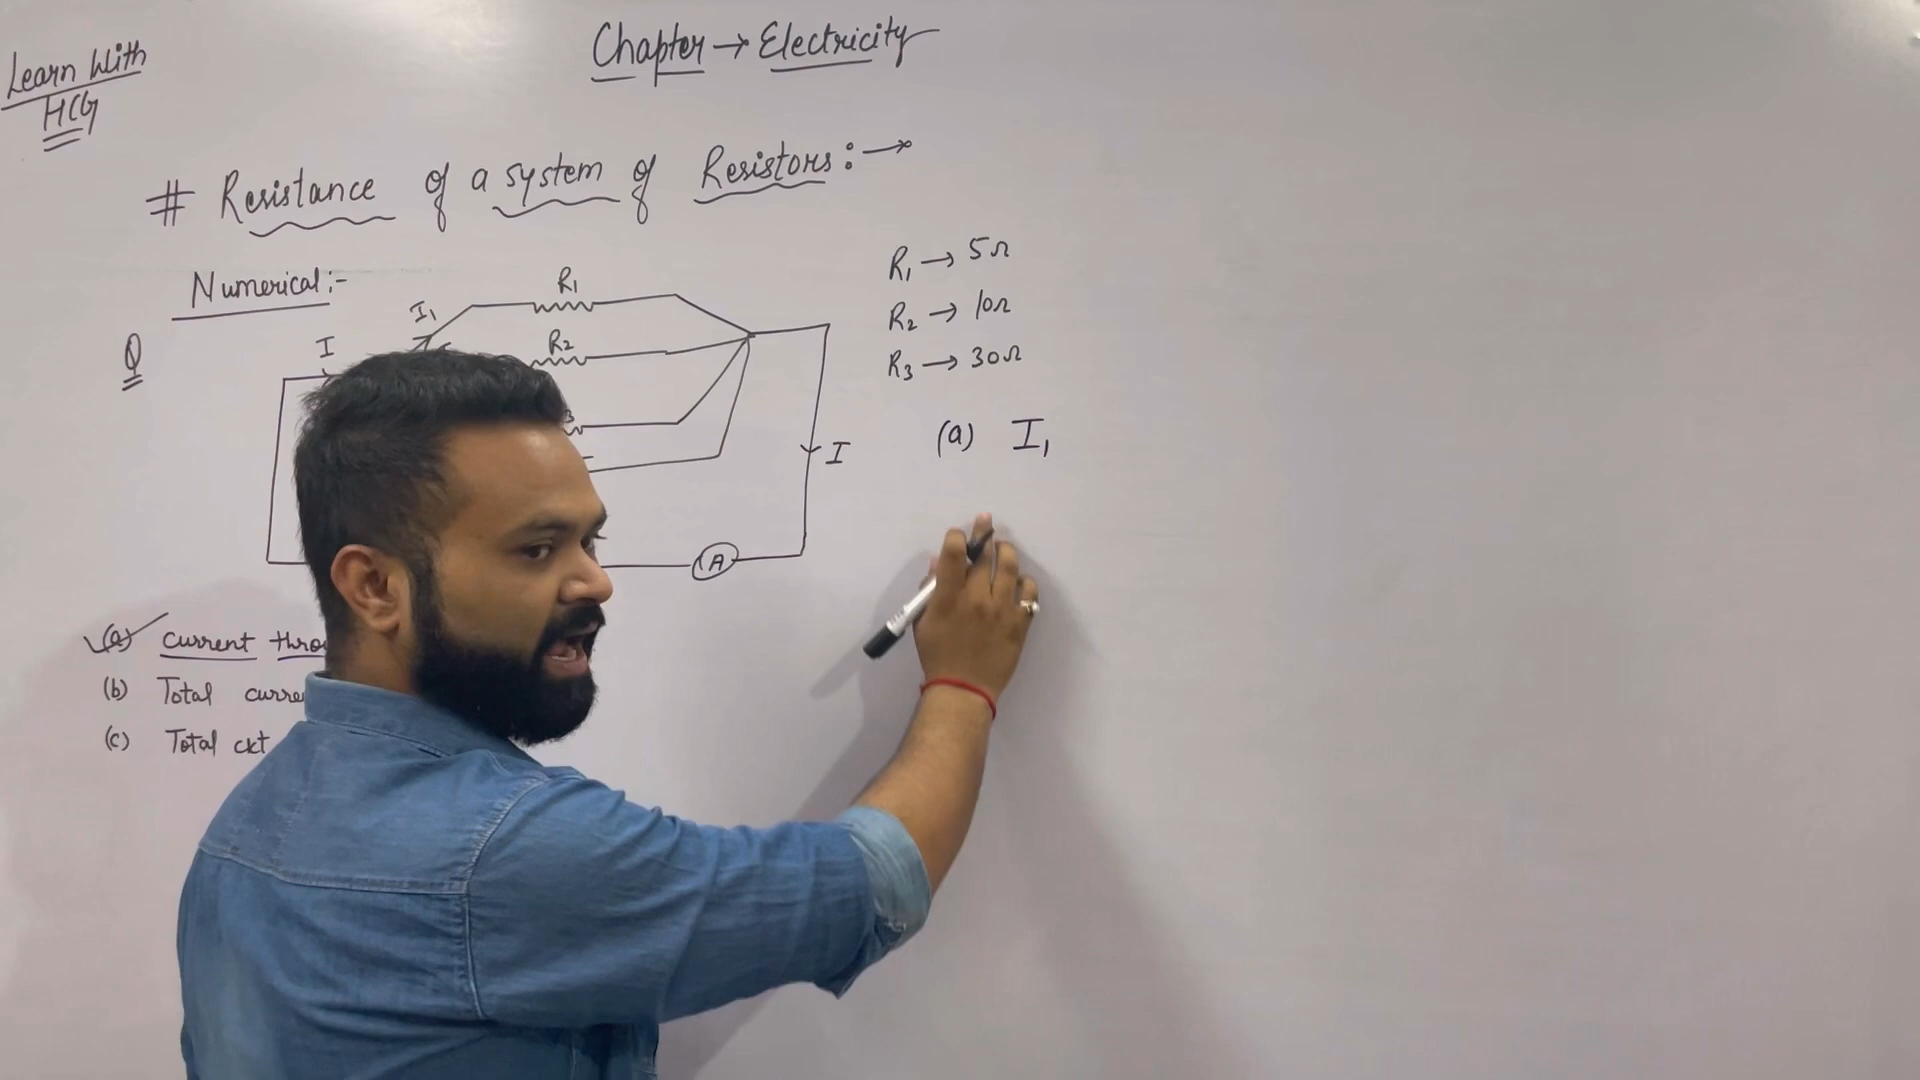 Learn With
HCG
Chapter → Electricity
# Resistance of a system of Resistors:→
Numerical:-
Q
R₁
I₁
I
R₂
3
I
A
R₁ → 5Ω
R₂ → 10Ω
R₃ → 30Ω
(a) I₁
(a) Current thro
(b) Total curre
(c) Total ckt